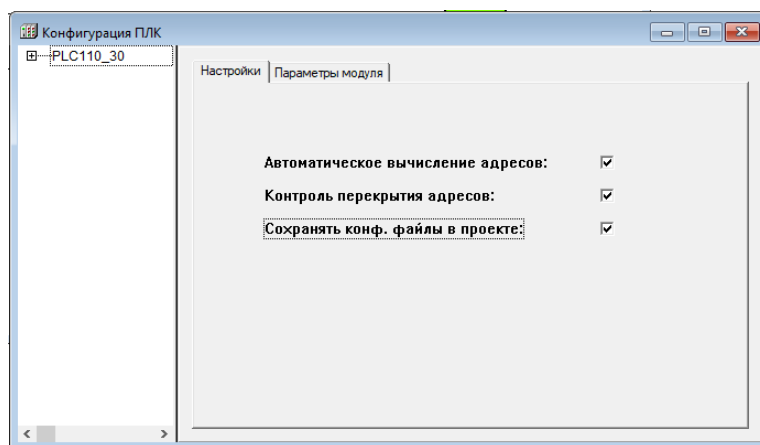 Конфигурация ПЛК
PLC110_30
Настройки
Параметры модуля
Автоматическое вычисление адресов:
Контроль перекрытия адресов:
Сохранять конф. файлы в проекте: